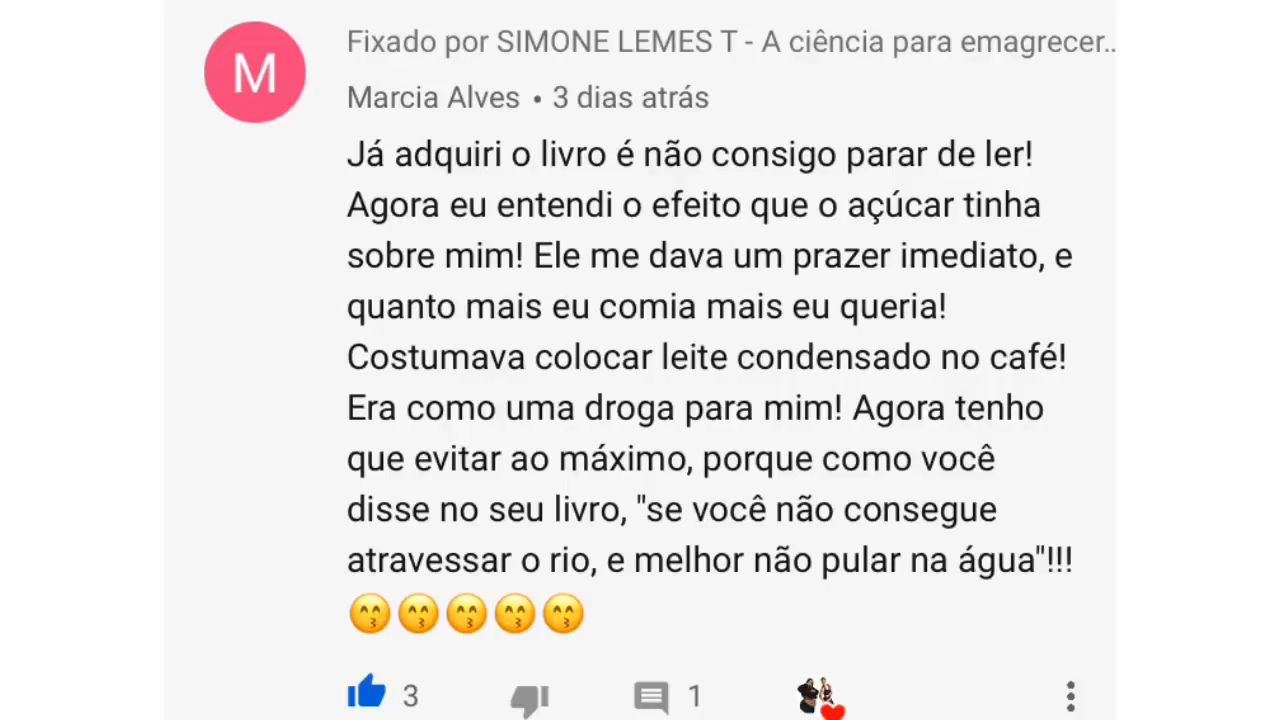 M
Fixado por SIMONE LEMES T - A ciência para emagrecer..
Marcia Alves • 3 dias atrás
Já adquiri o livro é não consigo parar de ler!
Agora eu entendi o efeito que o açúcar tinha
sobre mim! Ele me dava um prazer imediato, e
quanto mais eu comia mais eu queria!
Costumava colocar leite condensado no café!
Era como uma droga para mim! Agora tenho
que evitar ao máximo, porque como você
disse no seu livro, "se você não consegue
atravessar o rio, e melhor não pular na água"!!!
😙😙😙😙😙
3 1